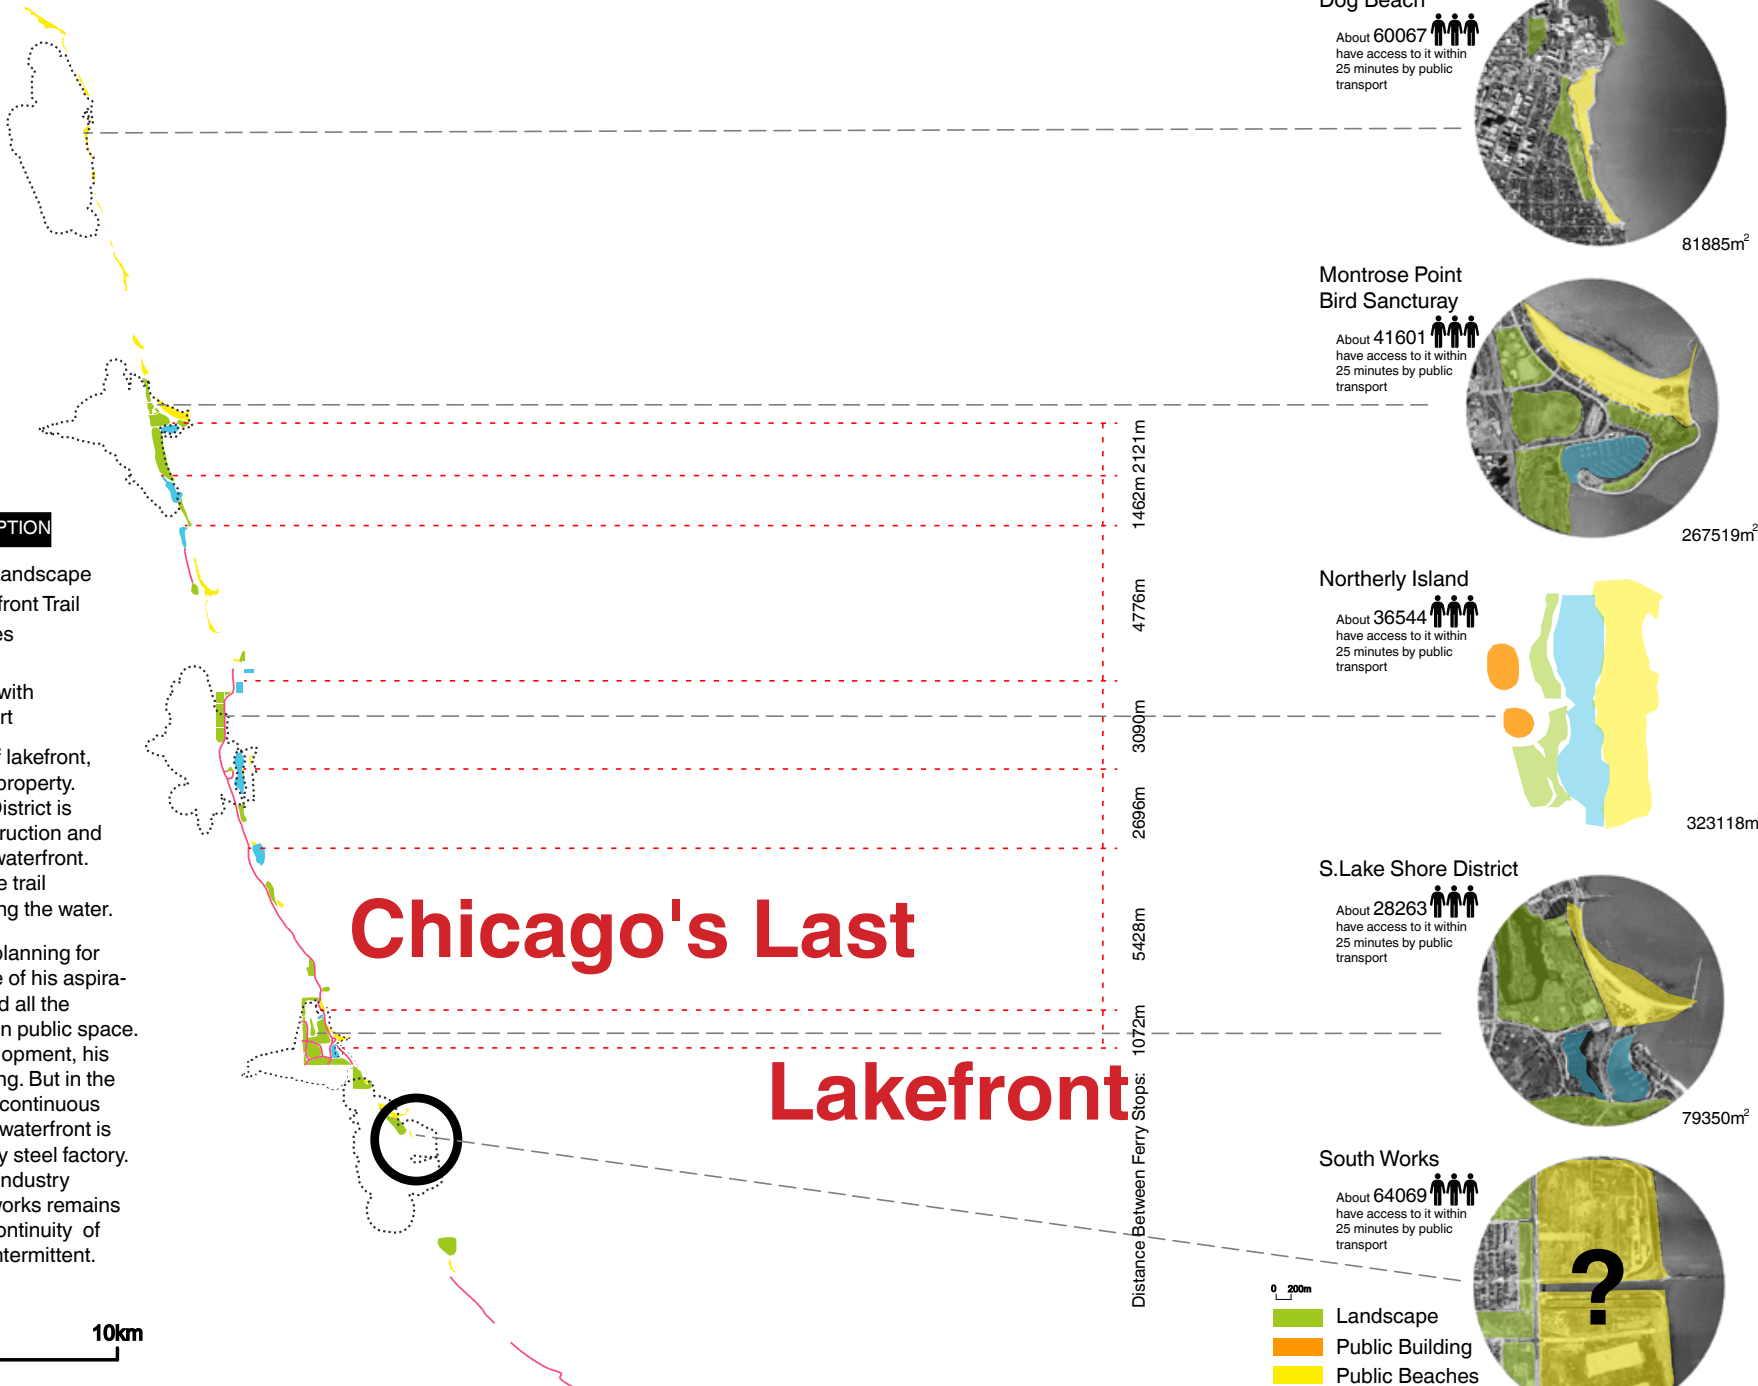 Dog Beach
About 60067
have access to it within
25 minutes by public
transport
81885m²
Montrose Point
Bird Sancturay
About 41601
have access to it within
25 minutes by public
transport
267519m²
Northerly Island
About 36544
have access to it within
25 minutes by public
transport
323118m
S.Lake Shore District
About 28263
have access to it within
25 minutes by public
transport
79350m²
South Works
About 64069
have access to it within
25 minutes by public
transport
?
0 200m
Landscape
Public Building
Public Beaches
Distance Between Ferry Stops:
1072m
5428m
2696m
3090m
4776m
1462m
2121m
Chicago's Last
Lakefront
PTION
andscape
front Trail
es
with
rt
f lakefront,
property.
District is
ruction and
waterfront.
e trail
ng the water.
planning for
e of his aspira-
d all the
n public space.
opment, his
ng. But in the
continuous
waterfront is
y steel factory.
industry
works remains
ontinuity of
ntermittent.
10km